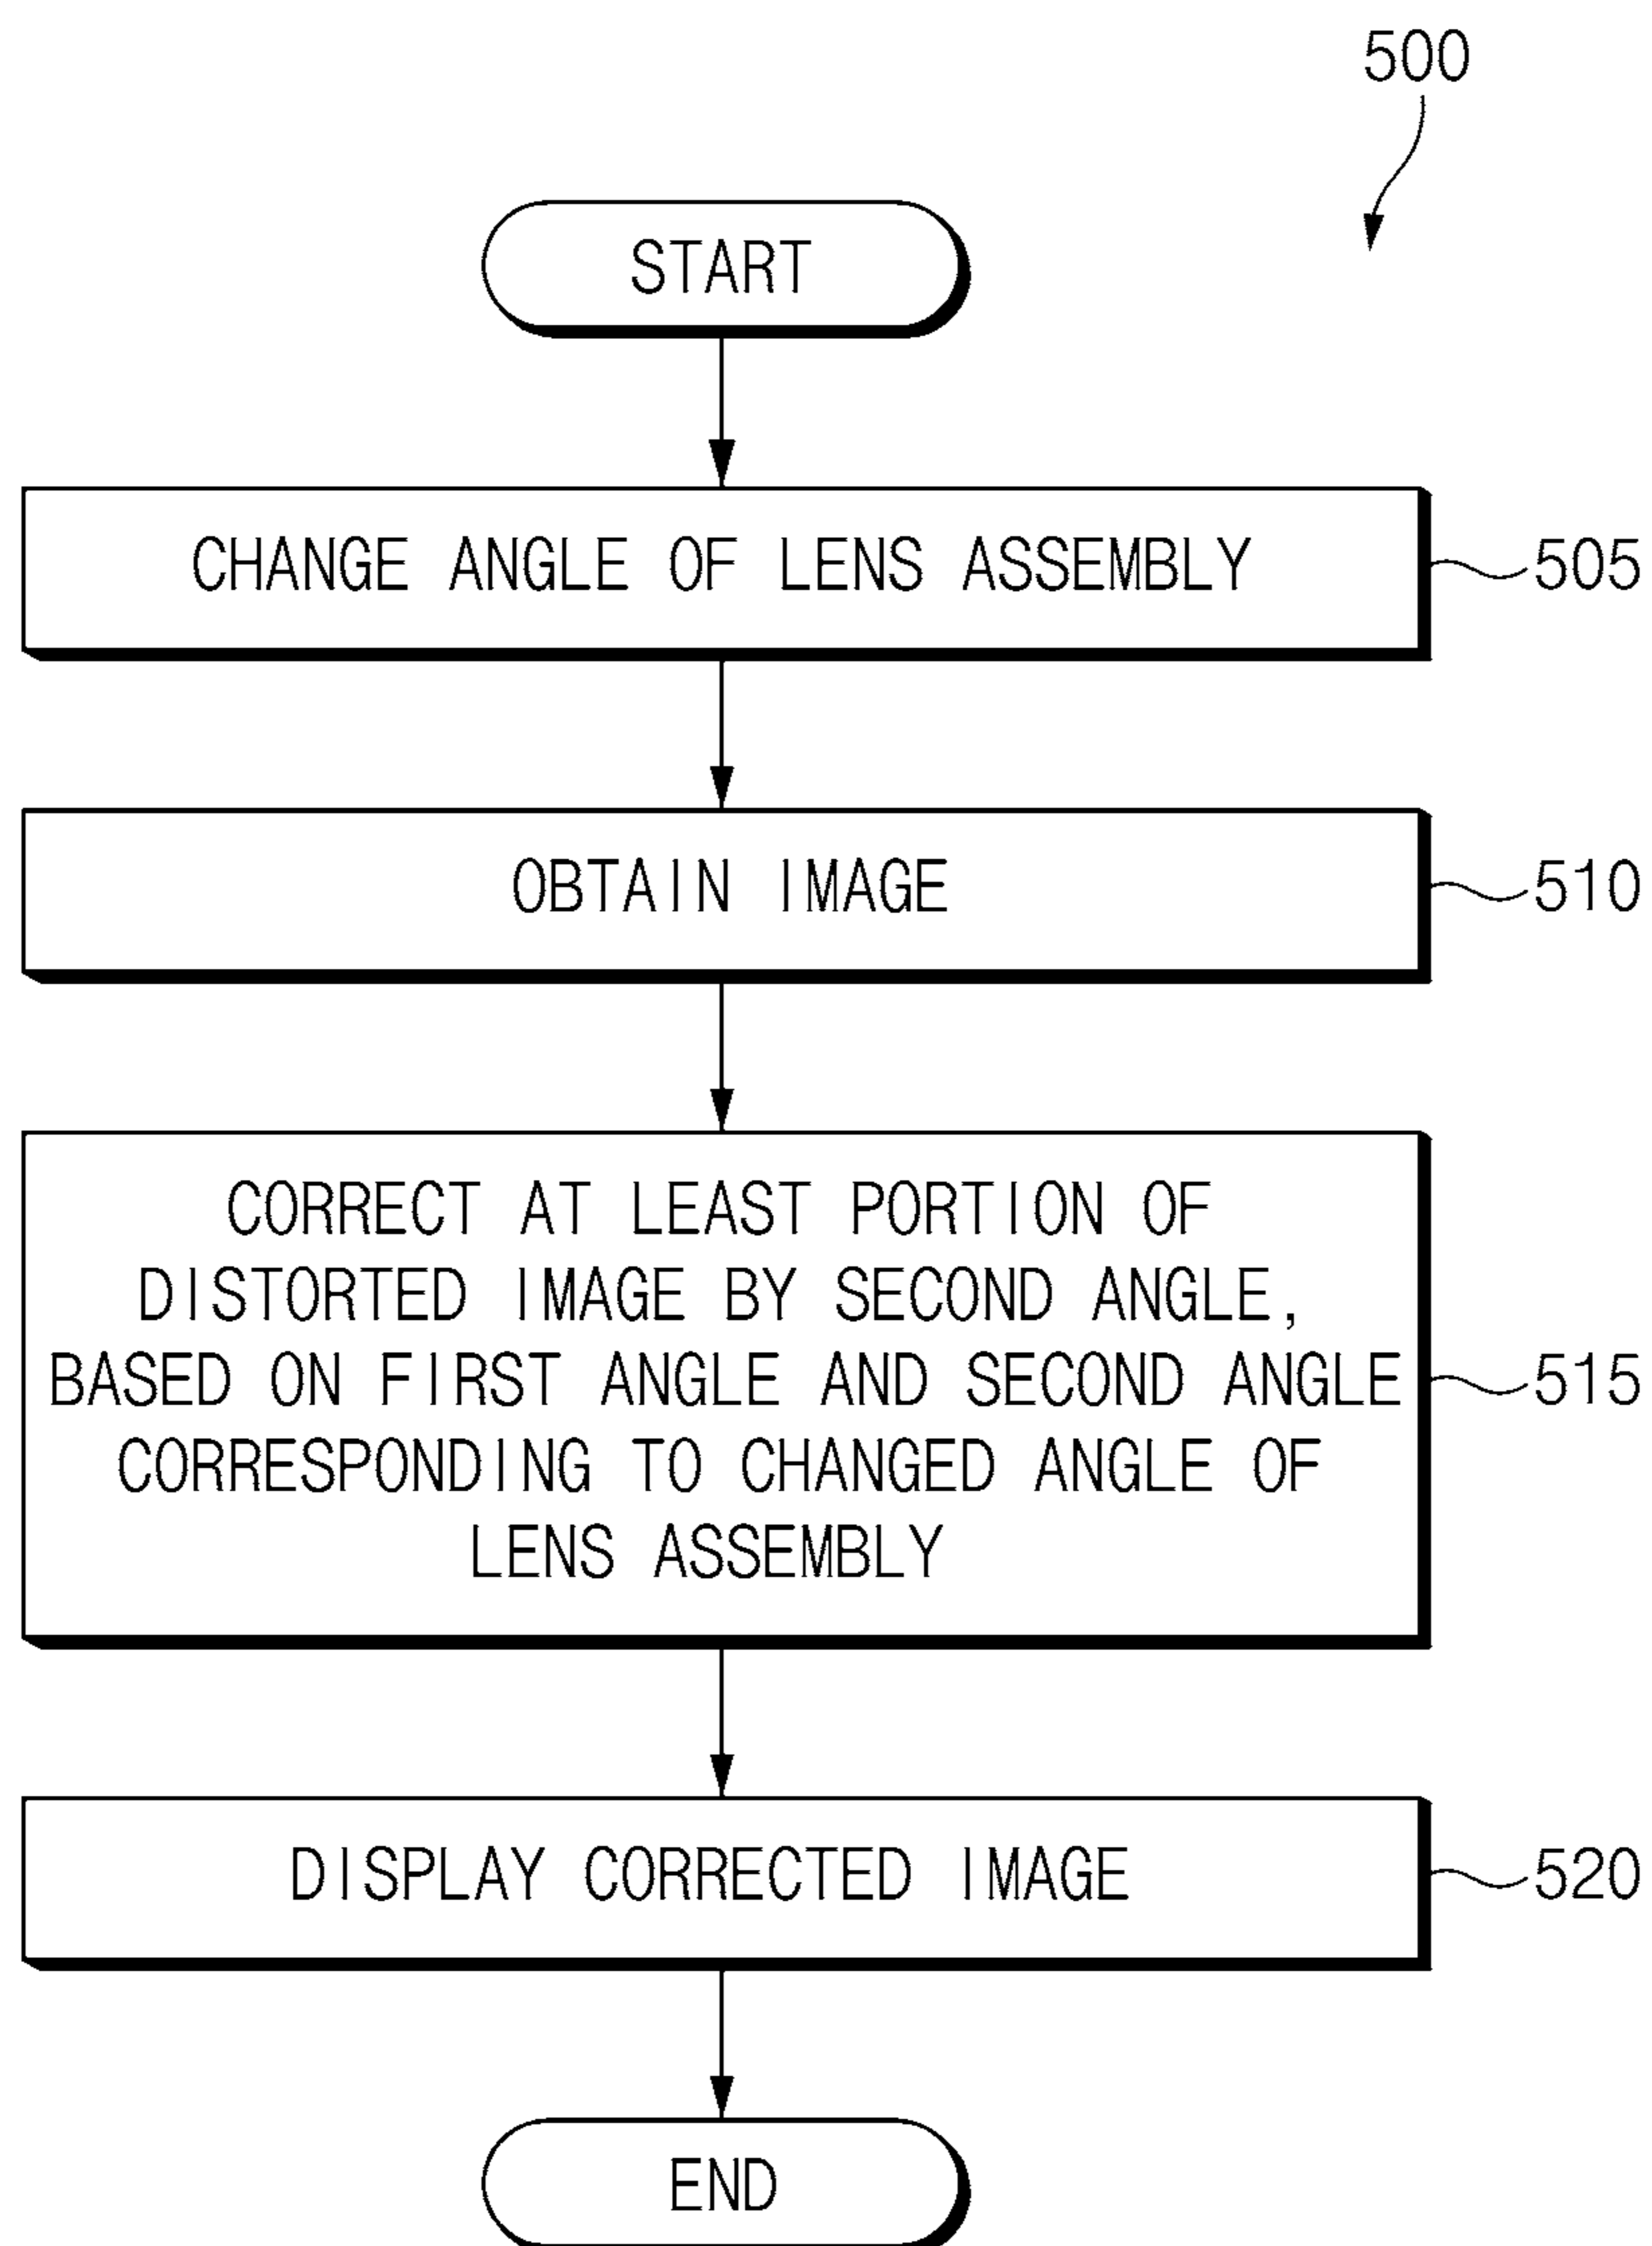 500
START
CHANGE ANGLE OF LENS ASSEMBLY
505
OBTAIN IMAGE
510
CORRECT AT LEAST PORTION OF
DISTORTED IMAGE BY SECOND ANGLE,
BASED ON FIRST ANGLE AND SECOND ANGLE
515
CORRESPONDING TO CHANGED ANGLE OF
LENS ASSEMBLY
DISPLAY CORRECTED IMAGE
520
END